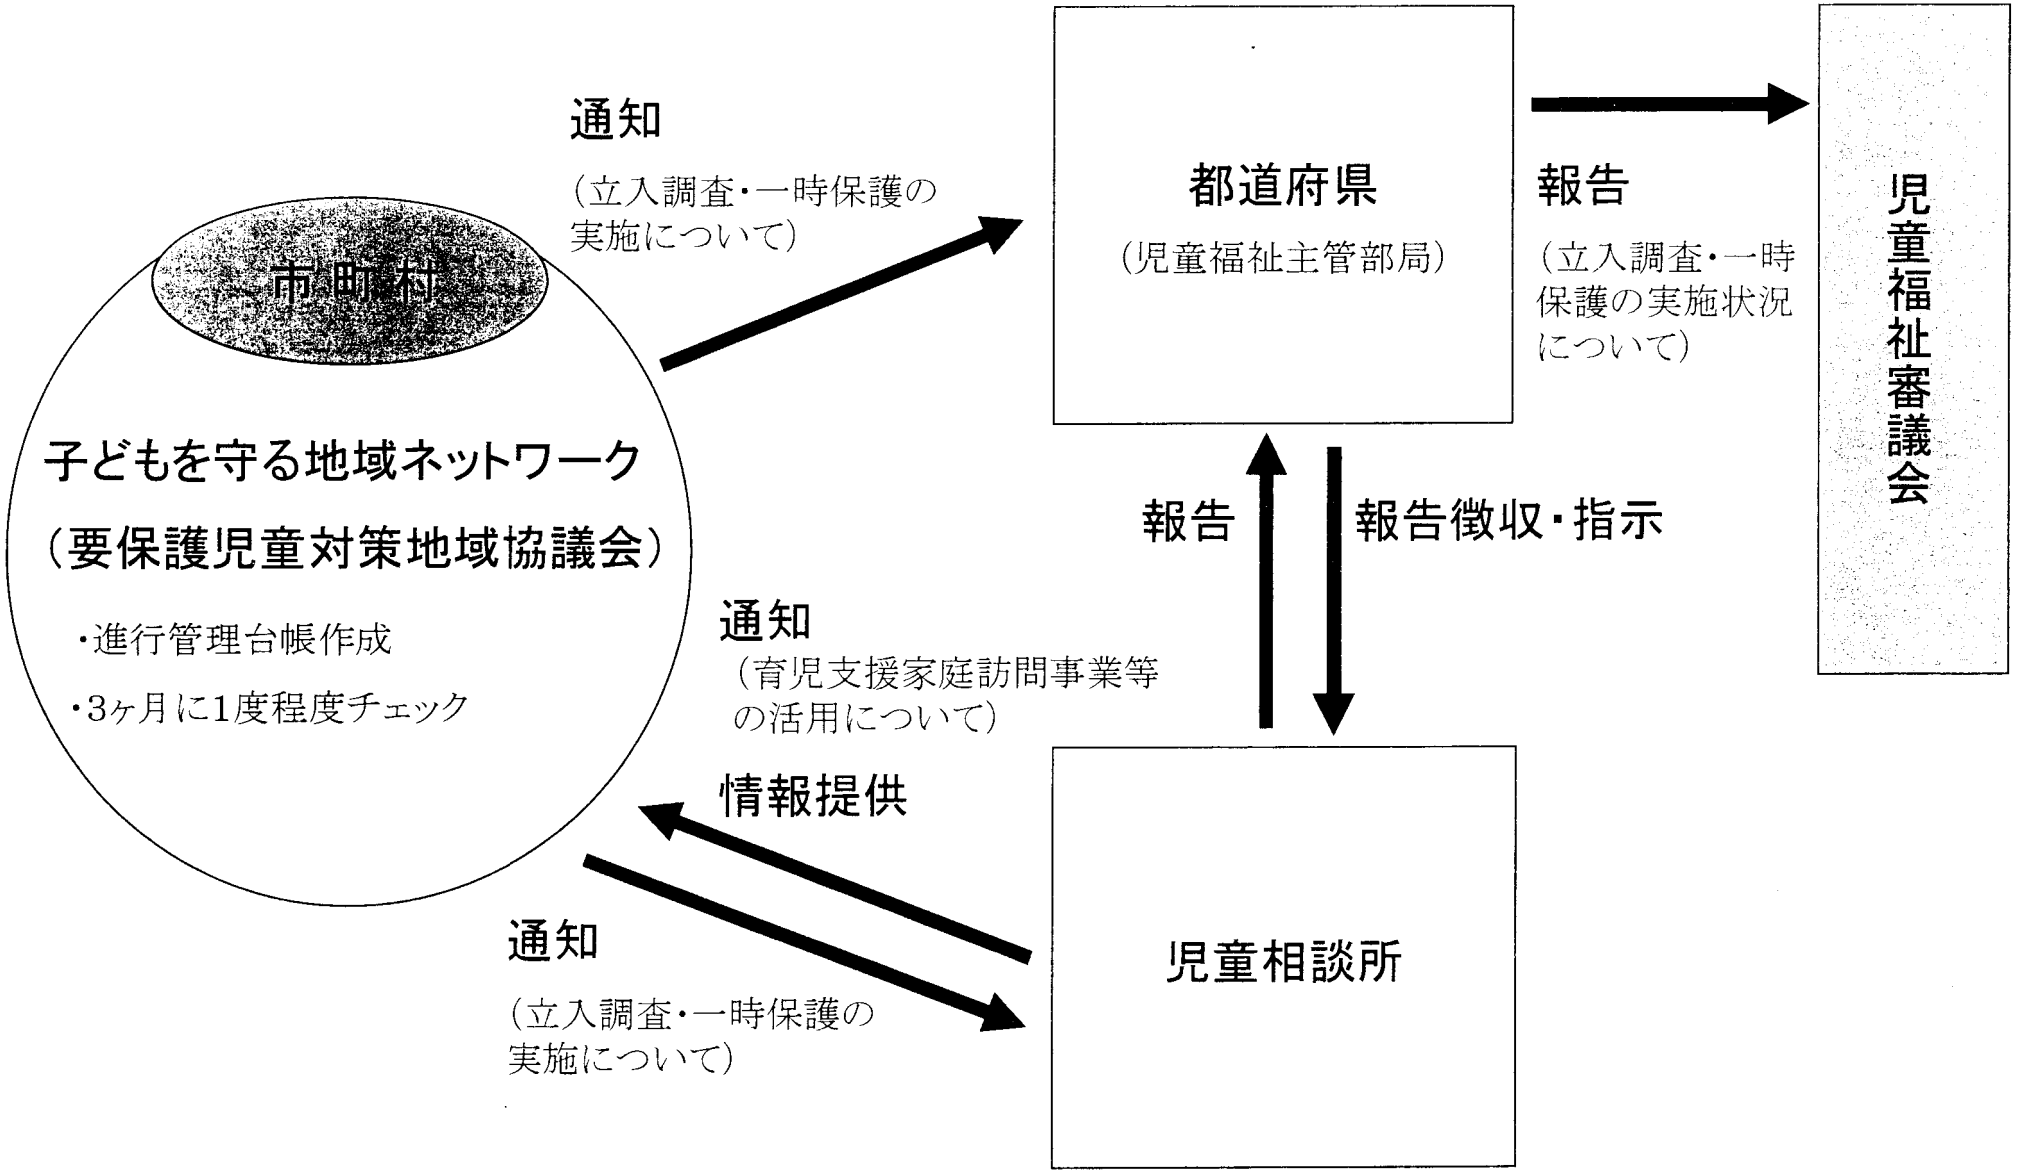 通知
（立入調査・一時保護の
実施について）
市町村
子どもを守る地域ネットワーク
（要保護児童対策地域協議会）
・進行管理台帳作成
・3ヶ月に1度程度チェック
都道府県
（児童福祉主管部局）
報告
（立入調査・一時
保護の実施状況
について）
児童福祉審議会
報告
報告徴収・指示
通知
（育児支援家庭訪問事業等
の活用について）
情報提供
通知
（立入調査・一時保護の
実施について）
児童相談所